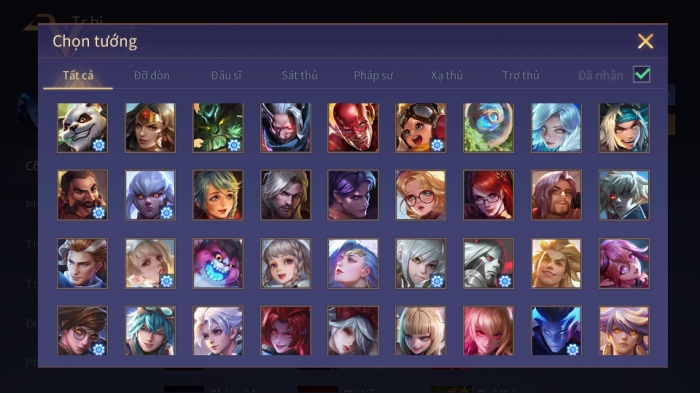 Chọn tướng
Tất cả Đỡ đòn Đấu sĩ Sát thủ Pháp sư Xạ thủ Trợ thủ Đã nhận